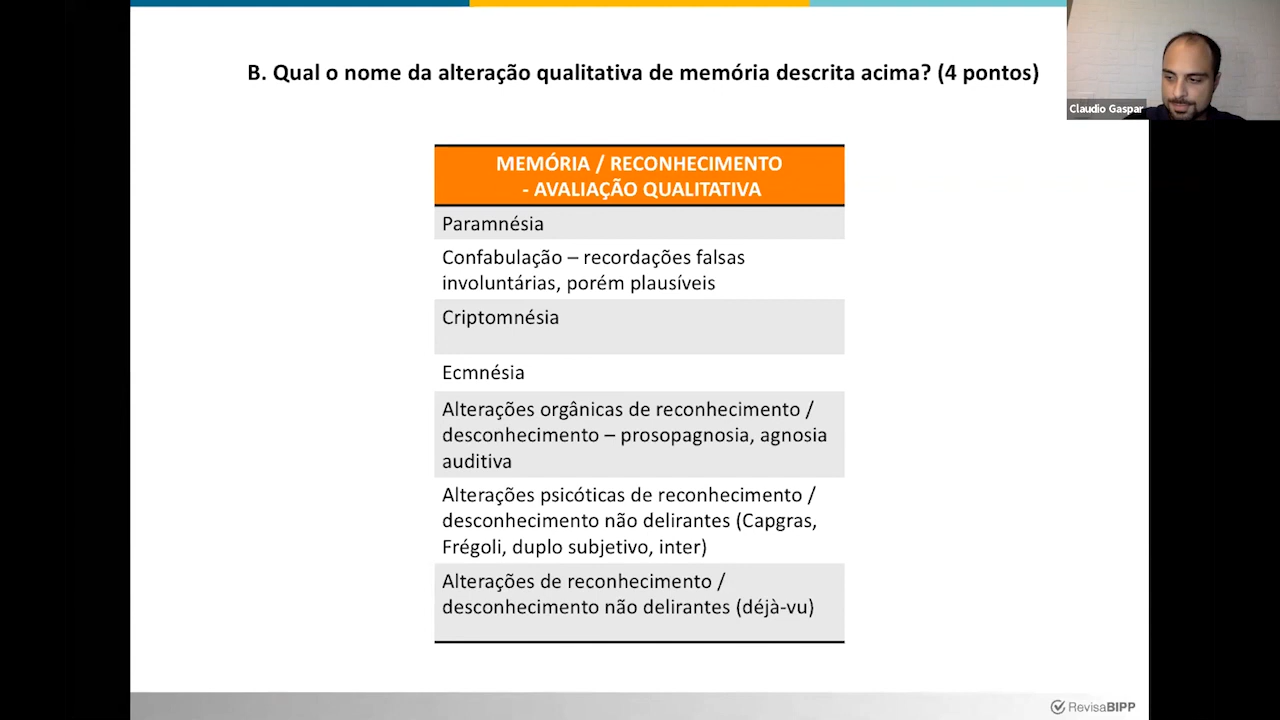 B. Qual o nome da alteração qualitativa de memória descrita acima? (4 pontos)
Claudio Gaspar
MEMÓRIA / RECONHECIMENTO
- AVALIAÇÃO QUALITATIVA
Paramnésia
Confabulação – recordações falsas
involuntárias, porém plausíveis
Criptomnésia
Ecmnésia
Alterações orgânicas de reconhecimento /
desconhecimento – prosopagnosia, agnosia
auditiva
Alterações psicóticas de reconhecimento /
desconhecimento não delirantes (Capgras,
Frégoli, duplo subjetivo, inter)
Alterações de reconhecimento /
desconhecimento não delirantes (déjà-vu)
RevisaBIPP